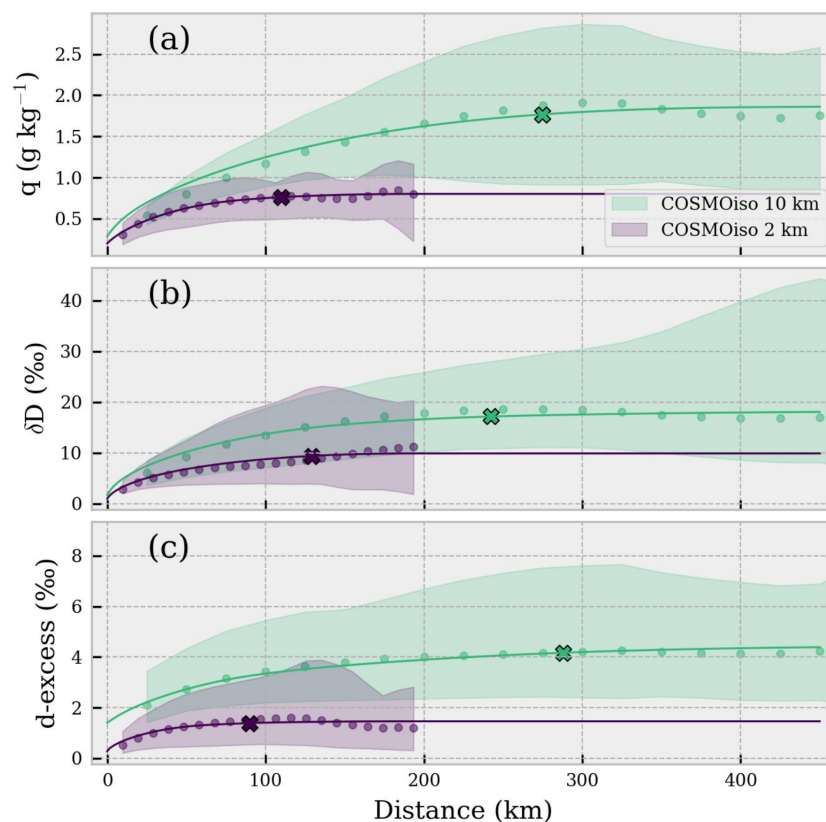 (a)
q (g kg⁻¹)
2.5
2.0
1.5
1.0
0.5
COSMOiso 10 km
COSMOiso 2 km
(b)
δD (‰)
40
30
20
10
0
(c)
d-excess (‰)
8
6
4
2
0
0 100 200 300 400
Distance (km)